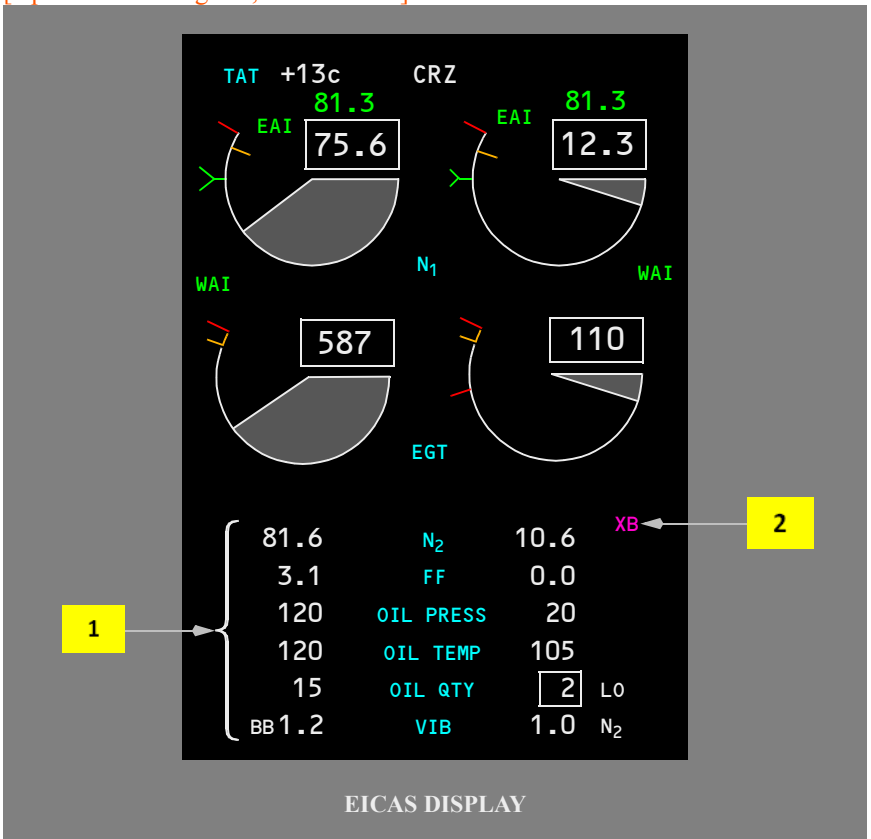 TAT +13c CRZ
81.3 81.3
EAI EAI
75.6 12.3
N1
WAI WAI
587 110
EGT
XB 2
81.6 N2 10.6
3.1 FF 0.0
120 OIL PRESS 20
1
120 OIL TEMP 105
15 OIL QTY 2 LO
BB 1.2 VIB 1.0 N2
EICAS DISPLAY